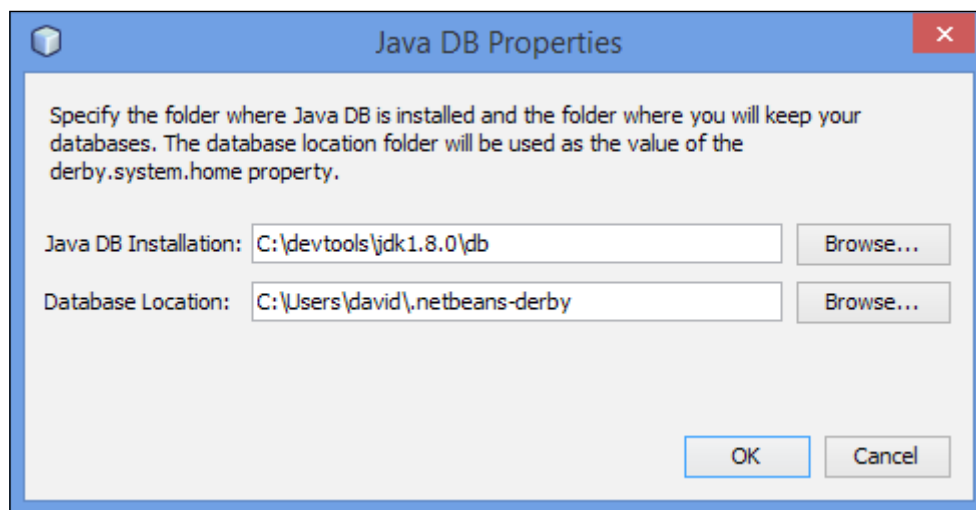 Java DB Properties
Specify the folder where Java DB is installed and the folder where you will keep your
databases. The database location folder will be used as the value of the
derby.system.home property.
Java DB Installation: C:\devtools\jdk1.8.0\db Browse...
Database Location: C:\Users\david\.netbeans-derby Browse...
OK Cancel